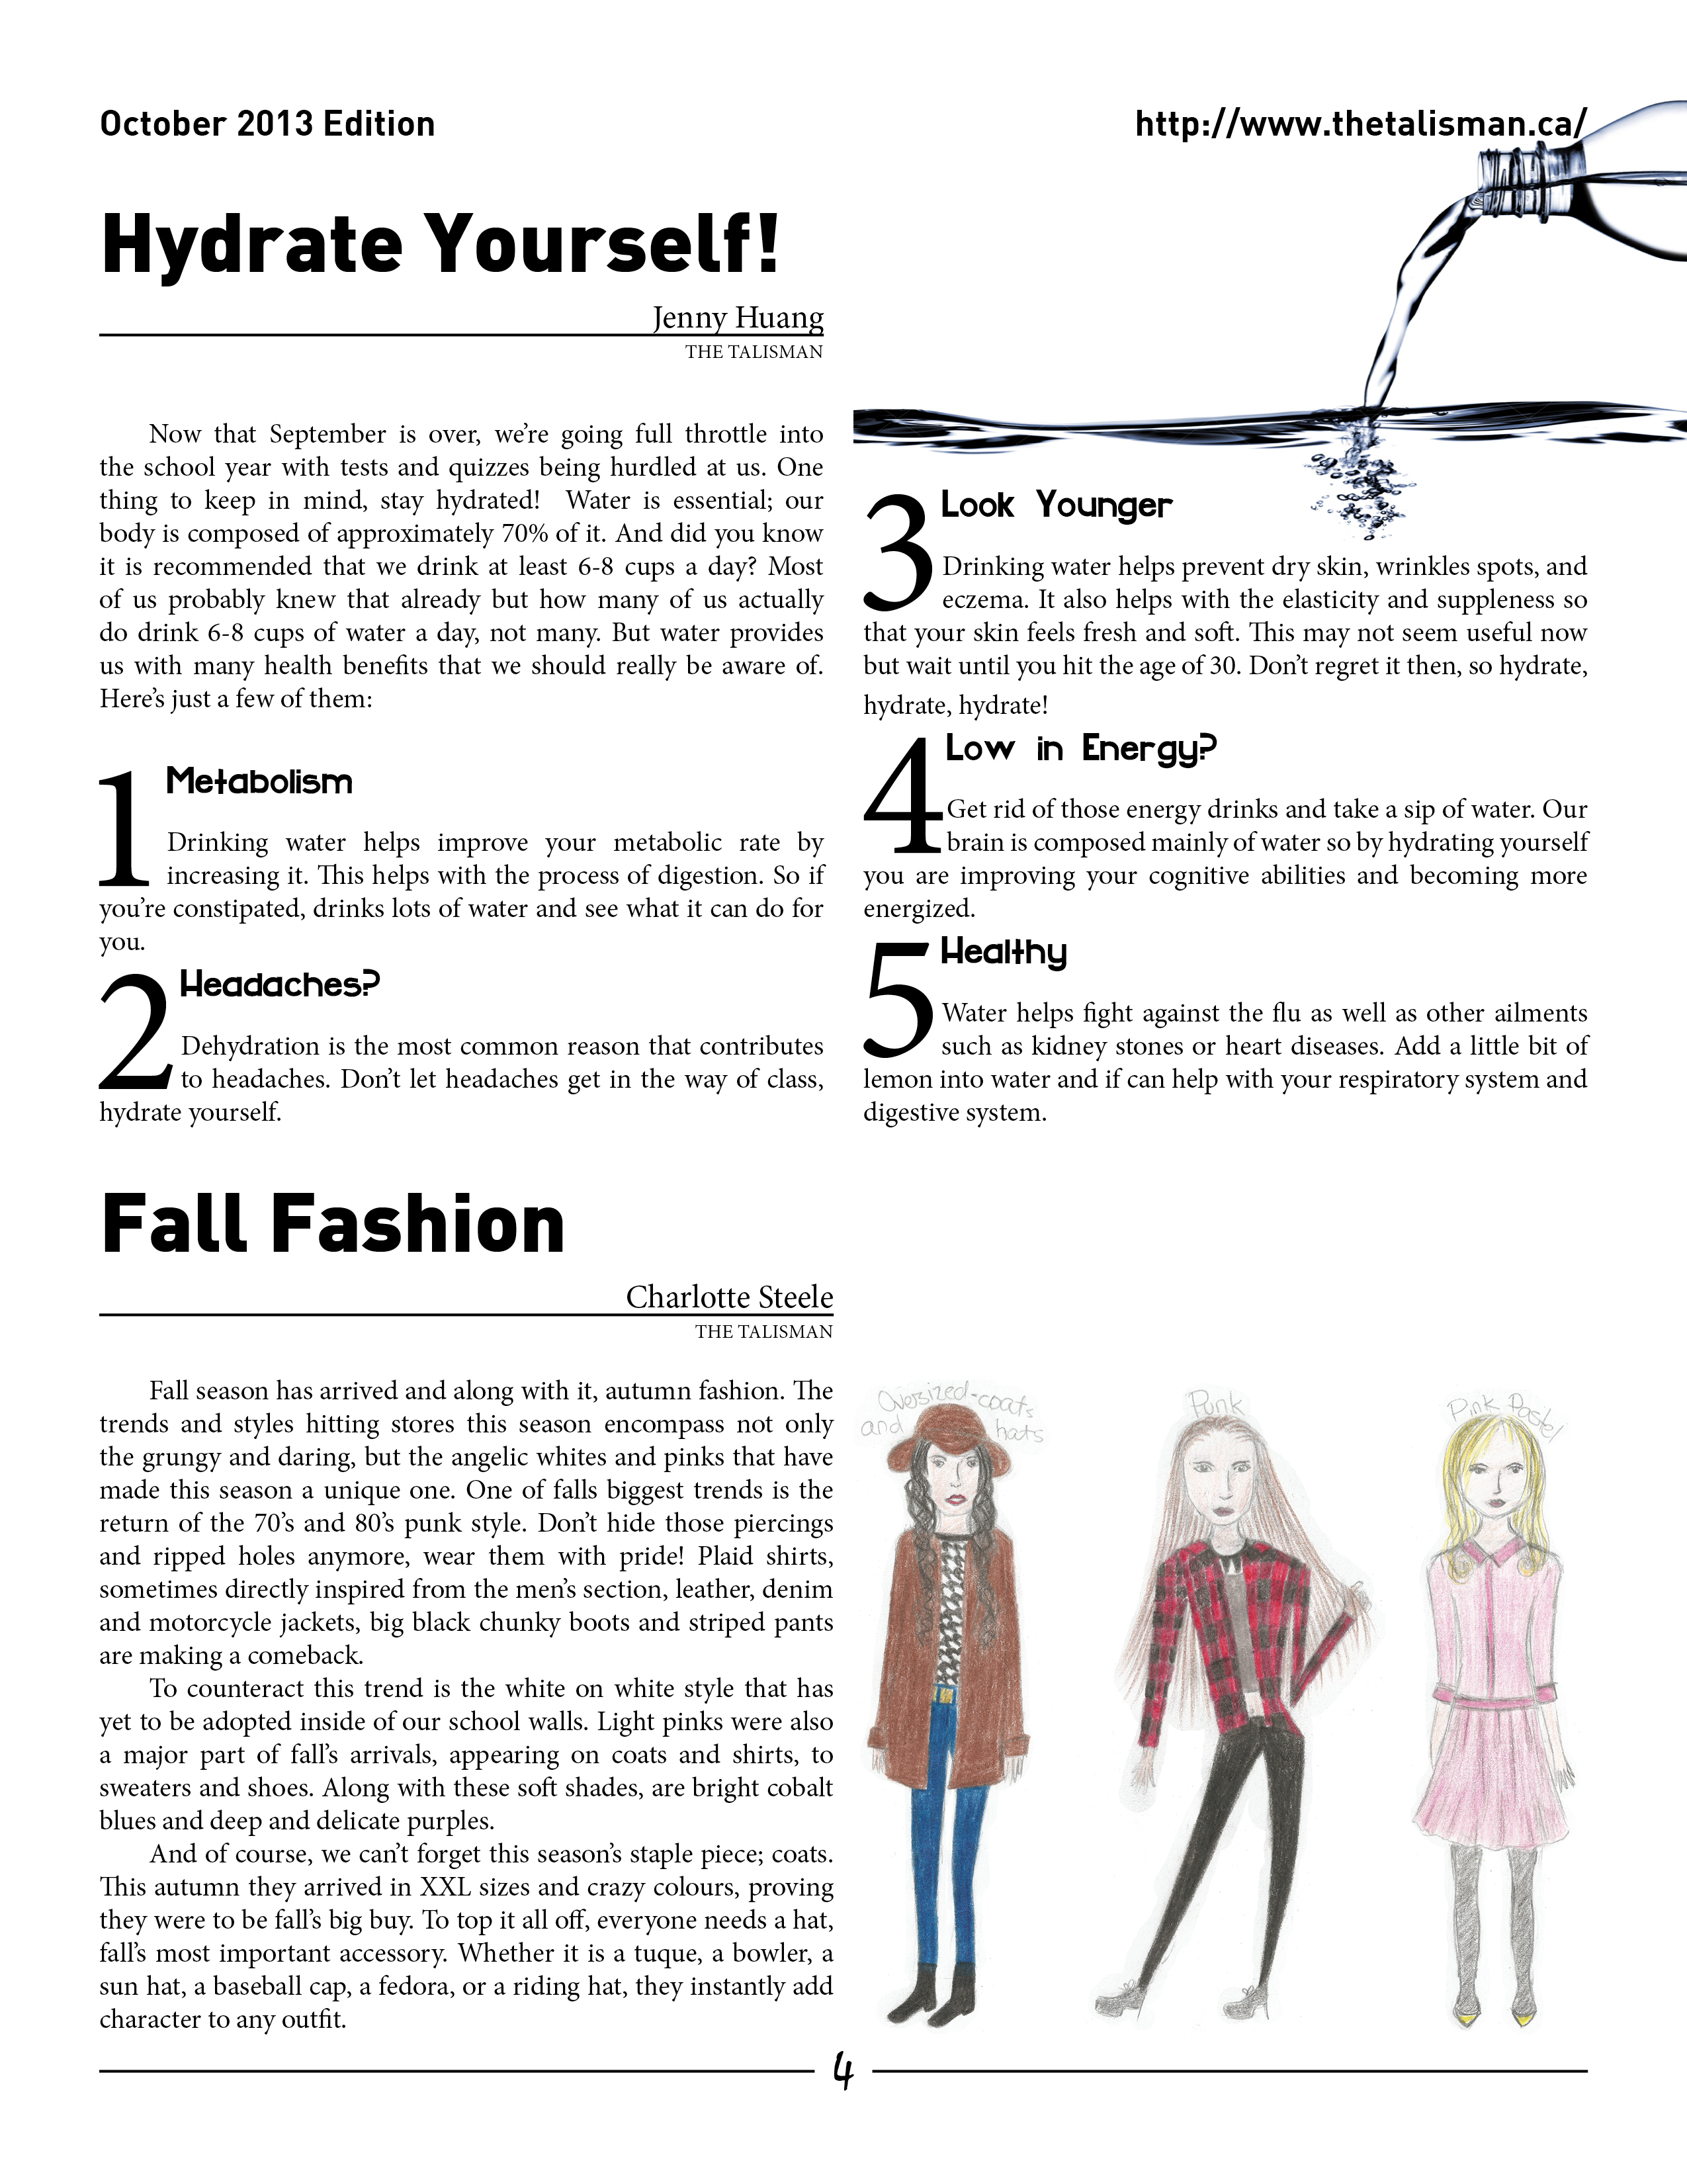 October 2013 Edition
http://www.thetalisman.ca/
Hydrate Yourself!
Jenny Huang
THE TALISMAN
Now that September is over, we’re going full throttle into
the school year with tests and quizzes being hurdled at us. One
thing to keep in mind, stay hydrated!  Water is essential; our
body is composed of approximately 70% of it. And did you know
it is recommended that we drink at least 6-8 cups a day? Most
of us probably knew that already but how many of us actually
do drink 6-8 cups of water a day, not many. But water provides
us with many health benefits that we should really be aware of.
Here’s just a few of them:
1 Metabolism
Drinking water helps improve your metabolic rate by
increasing it. This helps with the process of digestion. So if
you’re constipated, drinks lots of water and see what it can do for
you.
2 Headaches?
Dehydration is the most common reason that contributes
to headaches. Don’t let headaches get in the way of class,
hydrate yourself.
3 Look Younger
Drinking water helps prevent dry skin, wrinkles spots, and
eczema. It also helps with the elasticity and suppleness so
that your skin feels fresh and soft. This may not seem useful now
but wait until you hit the age of 30. Don’t regret it then, so hydrate,
hydrate, hydrate!
4 Low in Energy?
Get rid of those energy drinks and take a sip of water. Our
brain is composed mainly of water so by hydrating yourself
you are improving your cognitive abilities and becoming more
energized.
5 Healthy
Water helps fight against the flu as well as other ailments
such as kidney stones or heart diseases. Add a little bit of
lemon into water and if can help with your respiratory system and
digestive system.
Fall Fashion
Charlotte Steele
THE TALISMAN
Fall season has arrived and along with it, autumn fashion. The
trends and styles hitting stores this season encompass not only
the grungy and daring, but the angelic whites and pinks that have
made this season a unique one. One of falls biggest trends is the
return of the 70’s and 80’s punk style. Don’t hide those piercings
and ripped holes anymore, wear them with pride! Plaid shirts,
sometimes directly inspired from the men’s section, leather, denim
and motorcycle jackets, big black chunky boots and striped pants
are making a comeback.
To counteract this trend is the white on white style that has
yet to be adopted inside of our school walls. Light pinks were also
a major part of fall’s arrivals, appearing on coats and shirts, to
sweaters and shoes. Along with these soft shades, are bright cobalt
blues and deep and delicate purples.
And of course, we can’t forget this season’s staple piece; coats.
This autumn they arrived in XXL sizes and crazy colours, proving
they were to be fall’s big buy. To top it all off, everyone needs a hat,
fall’s most important accessory. Whether it is a tuque, a bowler, a
sun hat, a baseball cap, a fedora, or a riding hat, they instantly add
character to any outfit.
Oversized-coats
and hats
Punk
Pink Pastel
4